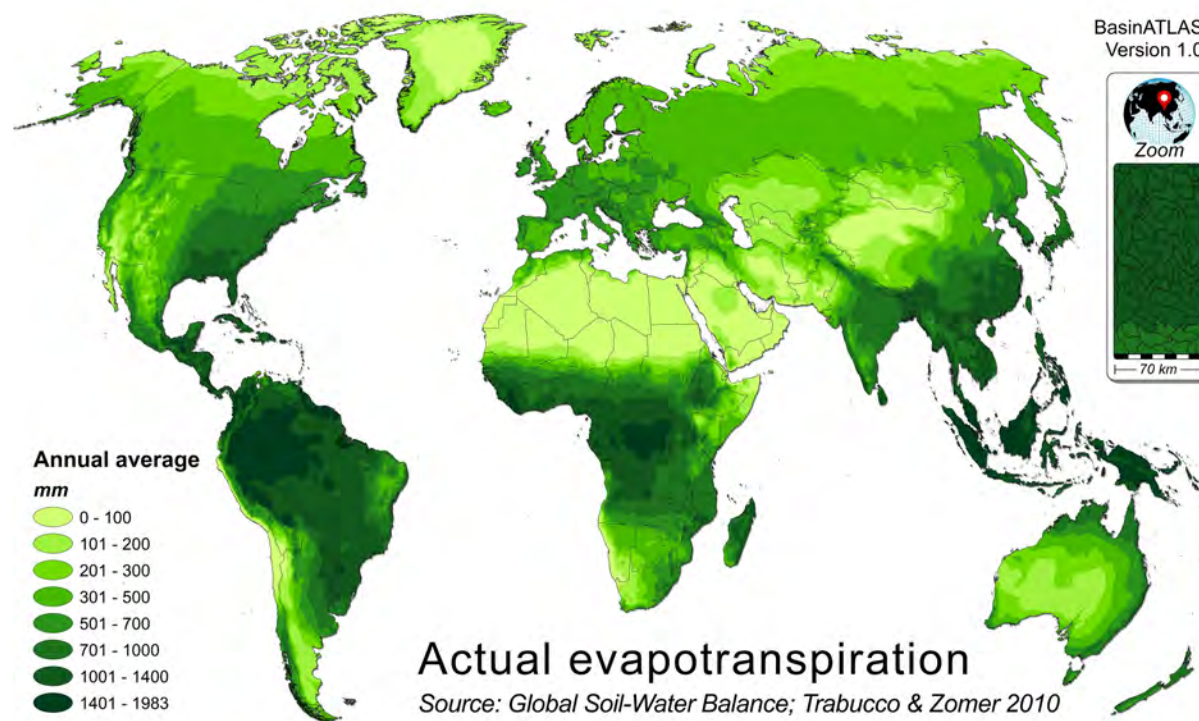 BasinATLAS
Version 1.0
Zoom
70 km
Annual average
mm
0 - 100
101 - 200
201 - 300
301 - 500
501 - 700
701 - 1000
1001 - 1400
1401 - 1983
Actual evapotranspiration
Source: Global Soil-Water Balance; Trabucco & Zomer 2010